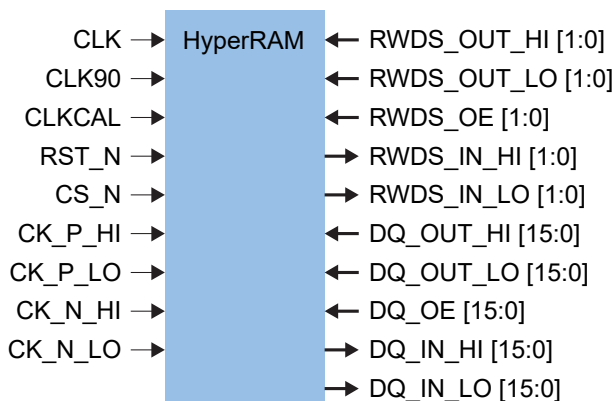 CLK HyperRAM RWDS_OUT_HI [1:0]
CLK90 RWDS_OUT_LO [1:0]
CLKCAL RWDS_OE [1:0]
RST_N RWDS_IN_HI [1:0]
CS_N RWDS_IN_LO [1:0]
CK_P_HI DQ_OUT_HI [15:0]
CK_P_LO DQ_OUT_LO [15:0]
CK_N_HI DQ_OE [15:0]
CK_N_LO DQ_IN_HI [15:0]
DQ_IN_LO [15:0]